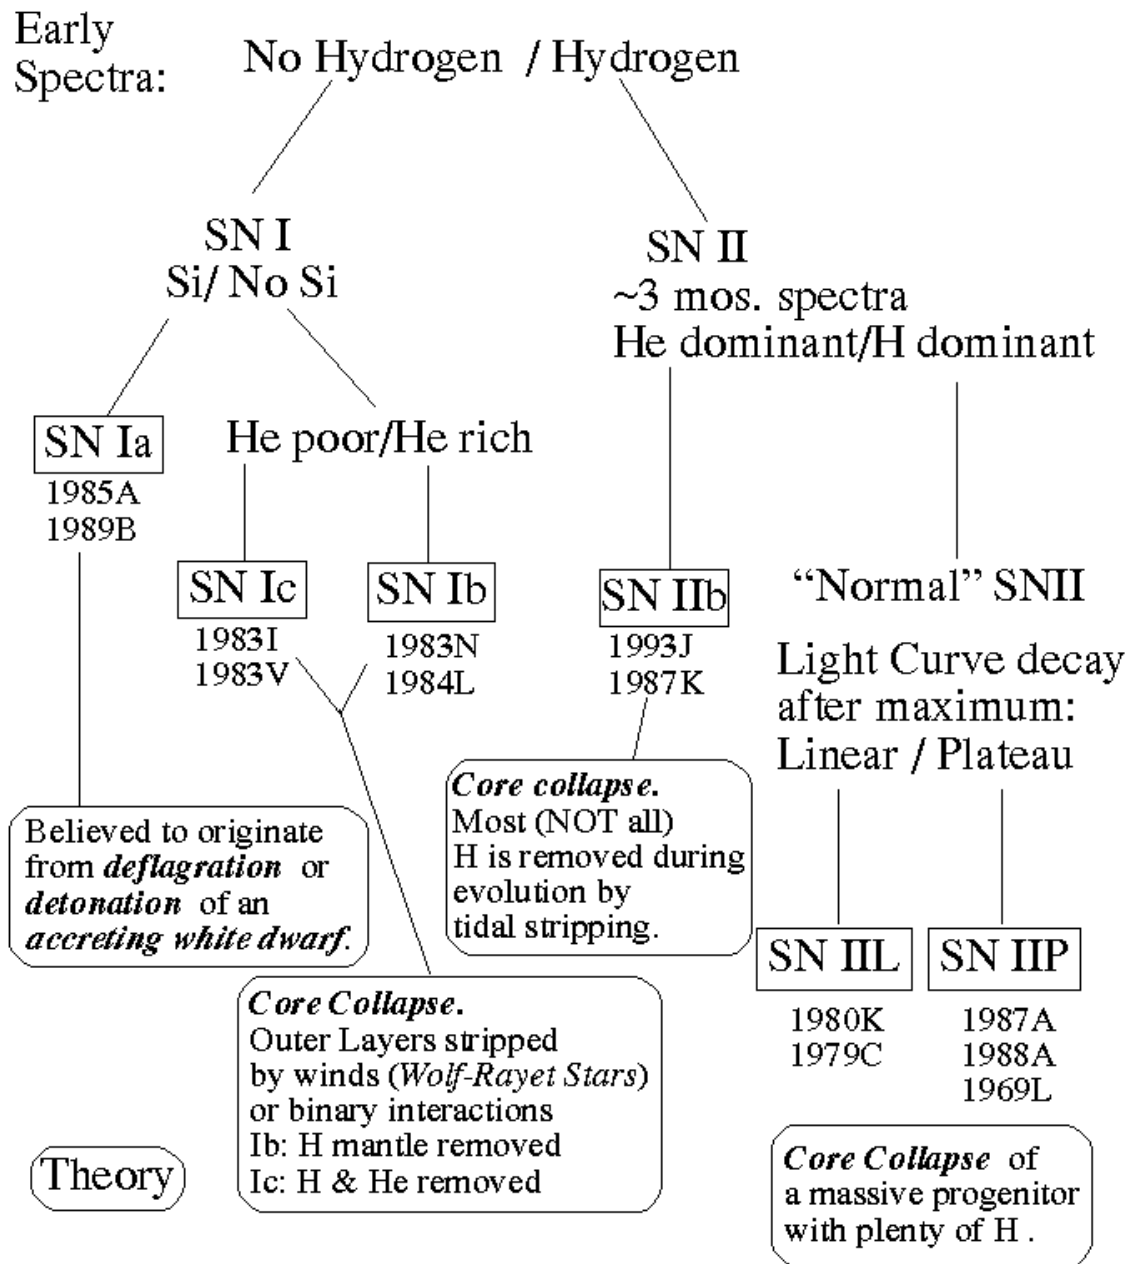 Early
Spectra:
No Hydrogen / Hydrogen
SN I
Si/ No Si
SN II
~3 mos. spectra
He dominant/H dominant
SN Ia
1985A
1989B
He poor/He rich
SN Ic
1983I
1983V
SN Ib
1983N
1984L
SN IIb
1993J
1987K
“Normal” SNII
Light Curve decay
after maximum:
Linear / Plateau
Believed to originate
from deflagration or
detonation of an
accreting white dwarf.
Core collapse.
Most (NOT all)
H is removed during
evolution by
tidal stripping.
SN IIL
1980K
1979C
SN IIP
1987A
1988A
1969L
Core Collapse.
Outer Layers stripped
by winds (Wolf-Rayet Stars)
or binary interactions
Ib: H mantle removed
Ic: H & He removed
Theory
Core Collapse of
a massive progenitor
with plenty of H .